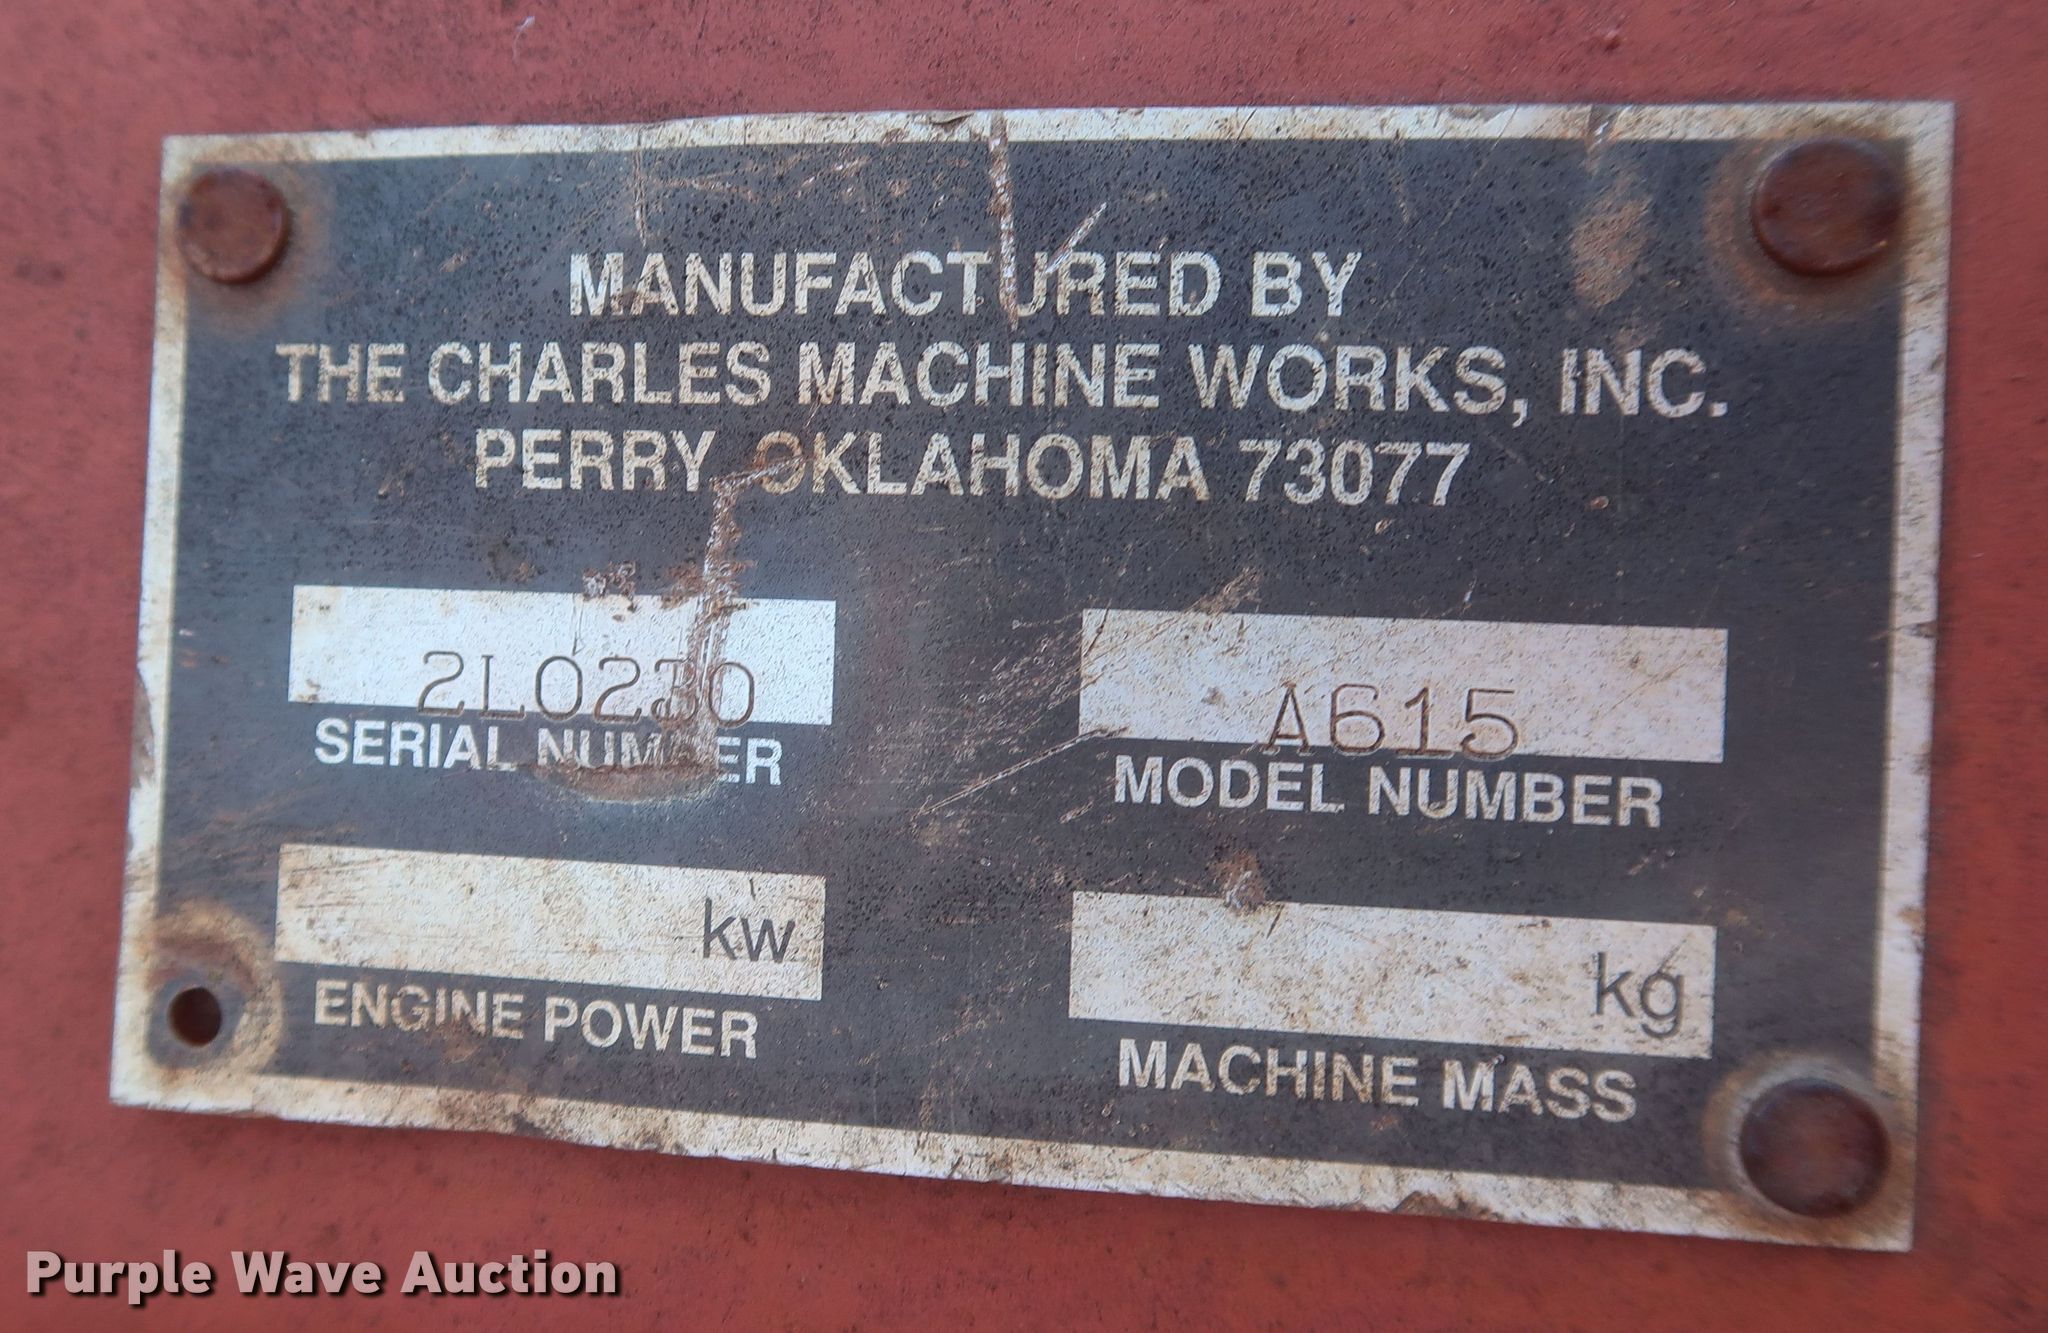 MANUFACTURED BY
THE CHARLES MACHINE WORKS, INC.
PERRY, OKLAHOMA 73077
2L0230 A615
SERIAL NUMBER MODEL NUMBER
kw kg
ENGINE POWER MACHINE MASS
Purple Wave Auction